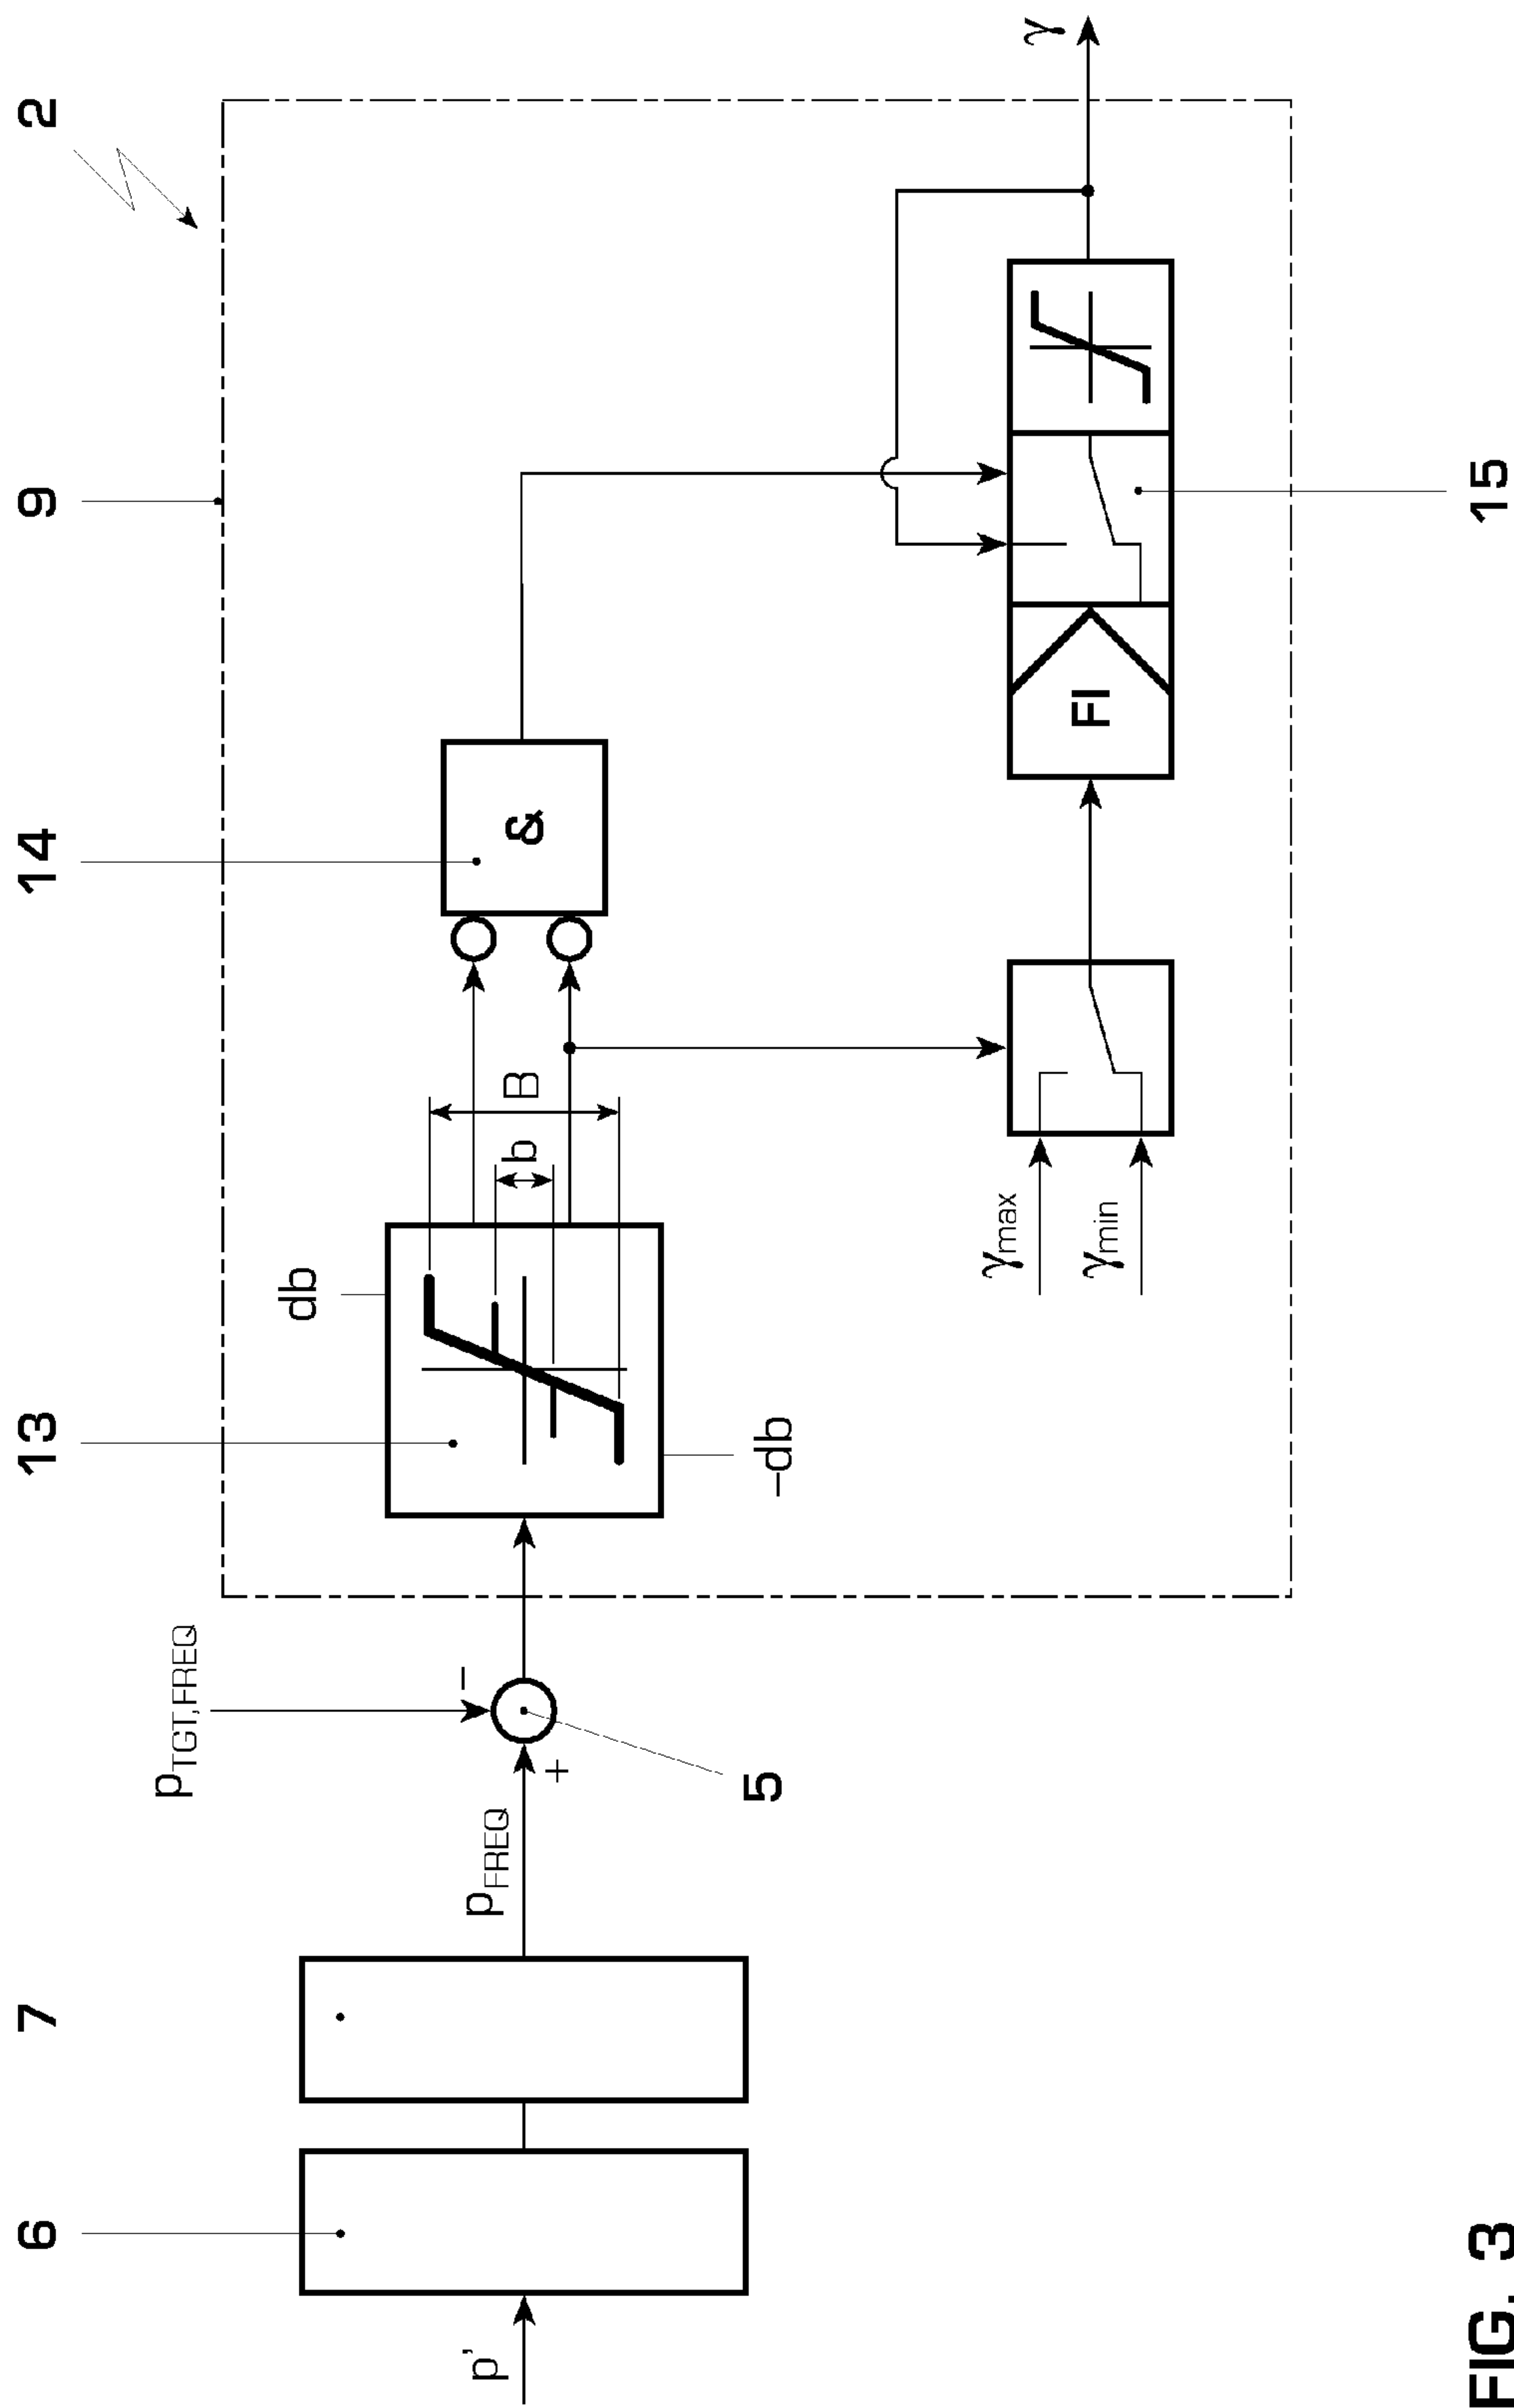 6
7
13
14
9
2
p'
pFREQ
+
pTGT,FREQ
−
5
db
−db
b
B
&
γmax
γmin
FI
15
γ
FIG. 3